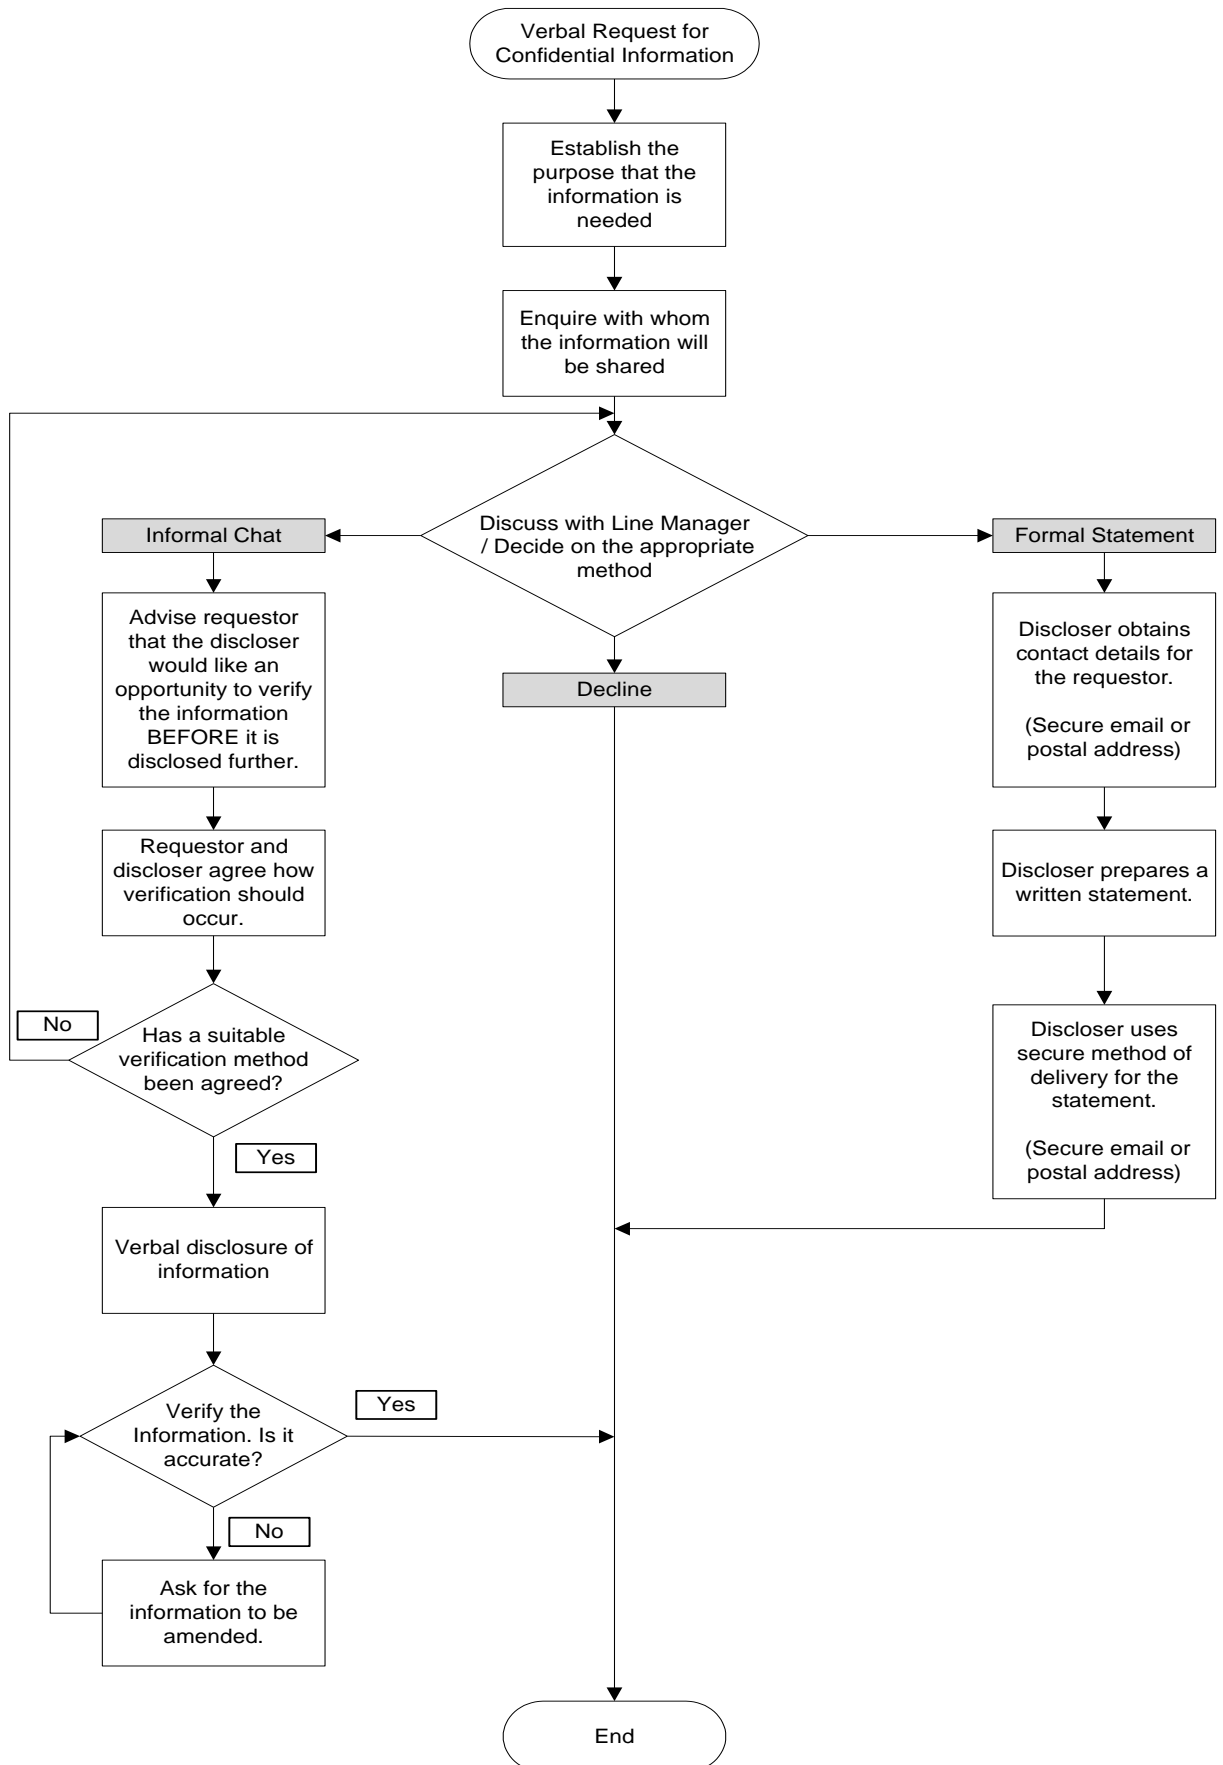 Verbal Request for
Confidential Information
Establish the
purpose that the
information is
needed
Enquire with whom
the information will
be shared
Discuss with Line Manager
/ Decide on the appropriate
method
Informal Chat
Advise requestor
that the discloser
would like an
opportunity to verify
the information
BEFORE it is
disclosed further.
Requestor and
discloser agree how
verification should
occur.
Has a suitable
verification method
been agreed?
No
Yes
Verbal disclosure of
information
Verify the
Information. Is it
accurate?
Yes
No
Ask for the
information to be
amended.
Decline
Formal Statement
Discloser obtains
contact details for
the requestor.
(Secure email or
postal address)
Discloser prepares a
written statement.
Discloser uses
secure method of
delivery for the
statement.
(Secure email or
postal address)
End